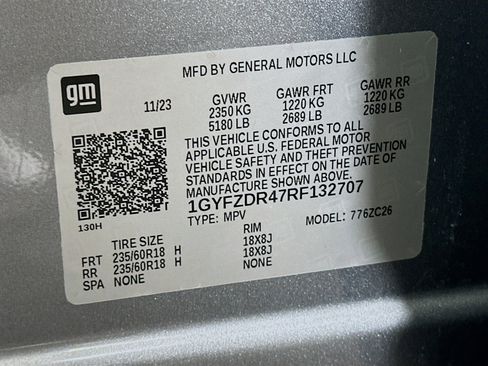 gm
MFD BY GENERAL MOTORS LLC
11/23 GVWR GAWR FRT GAWR RR
2350 KG 1220 KG 1220 KG
5180 LB 2689 LB 2689 LB
THIS VEHICLE CONFORMS TO ALL
APPLICABLE U.S. FEDERAL MOTOR
VEHICLE SAFETY AND THEFT PREVENTION
STANDARDS IN EFFECT ON THE DATE OF
MANUFACTURE SHOWN ABOVE.
1GYFZDR47RF132707
130H TYPE: MPV MODEL: 776ZC26
TIRE SIZE RIM
FRT 235/60R18 H 18X8J
RR 235/60R18 H 18X8J
SPA NONE NONE